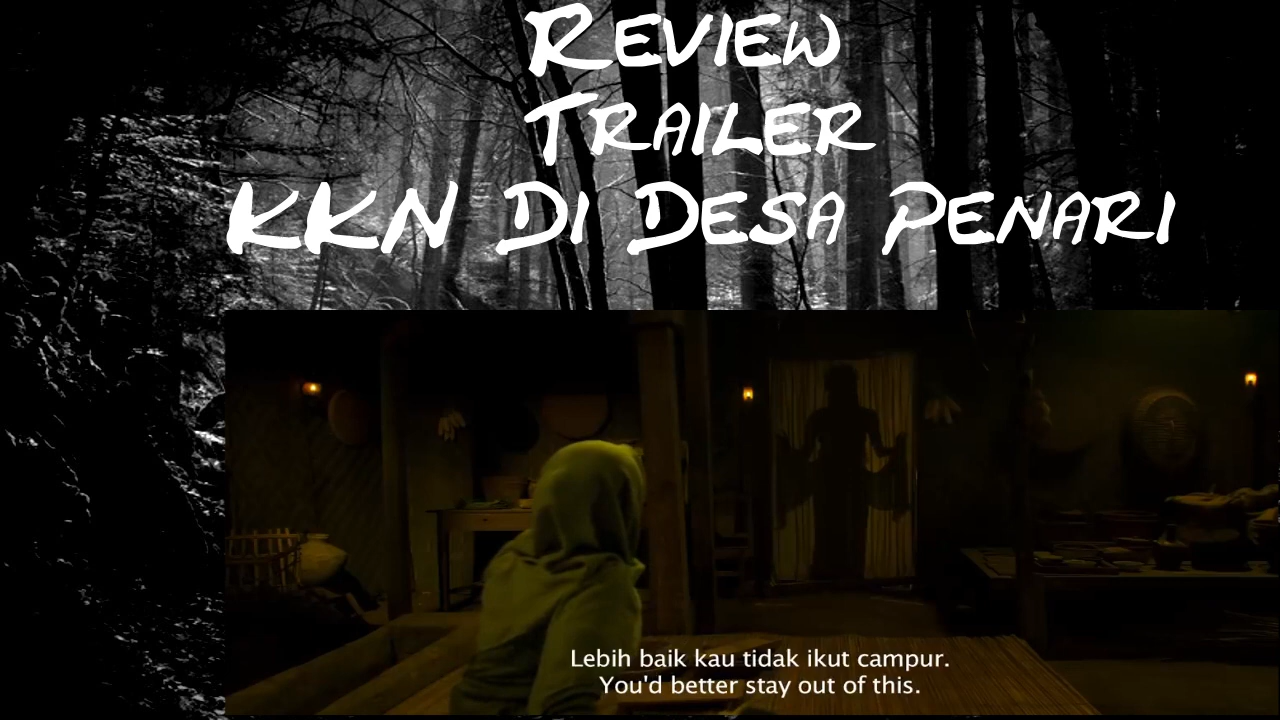 Review
Trailer
KKN Di Desa Penari
Lebih baik kau tidak ikut campur.
You'd better stay out of this.